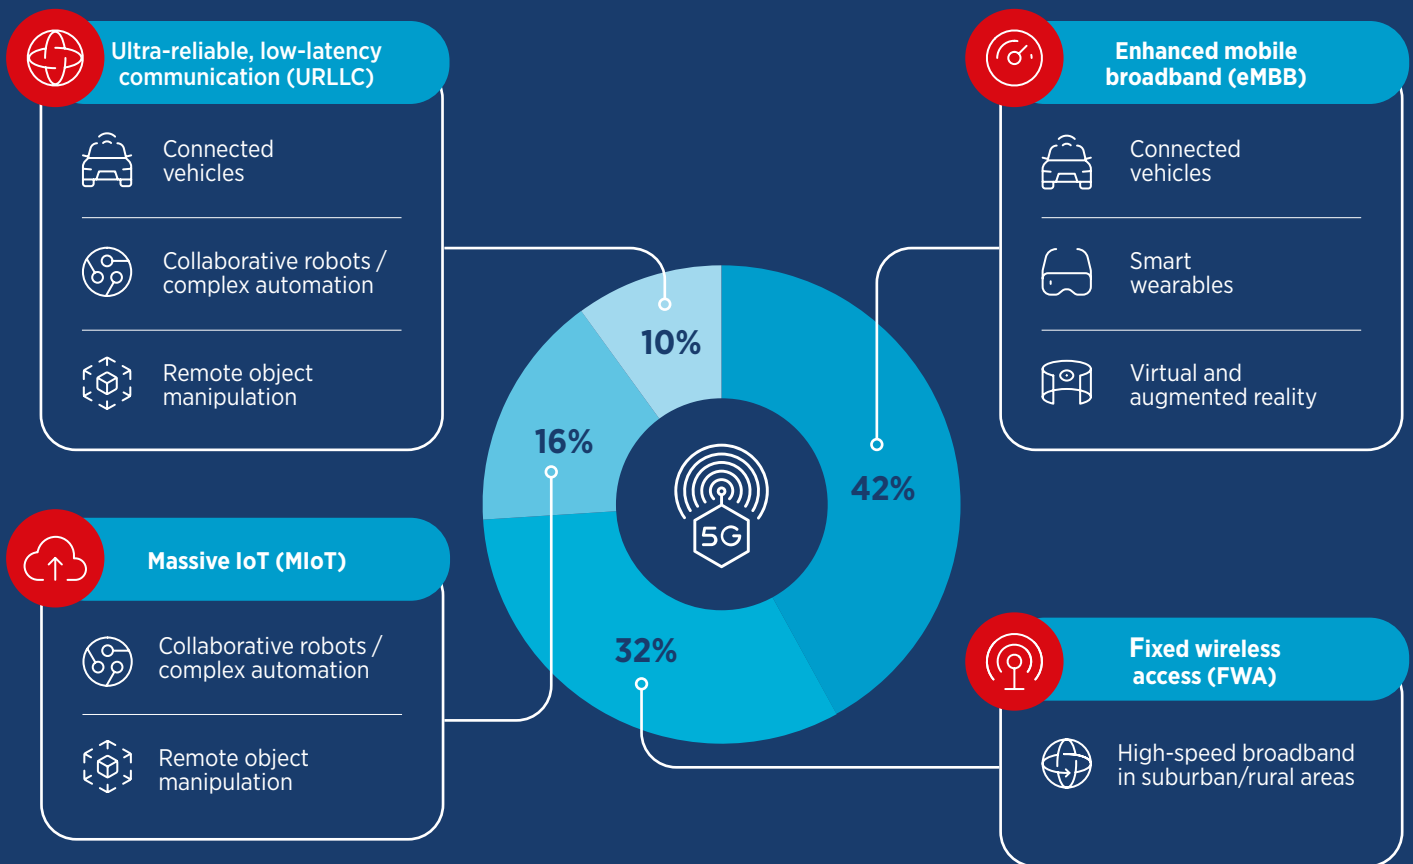 Ultra-reliable, low-latency
communication (URLLC)
Connected
vehicles
Collaborative robots /
complex automation
Remote object
manipulation
Enhanced mobile
broadband (eMBB)
Connected
vehicles
Smart
wearables
Virtual and
augmented reality
10%
16%
42%
32%
5G
Massive IoT (MIoT)
Collaborative robots /
complex automation
Remote object
manipulation
Fixed wireless
access (FWA)
High-speed broadband
in suburban/rural areas